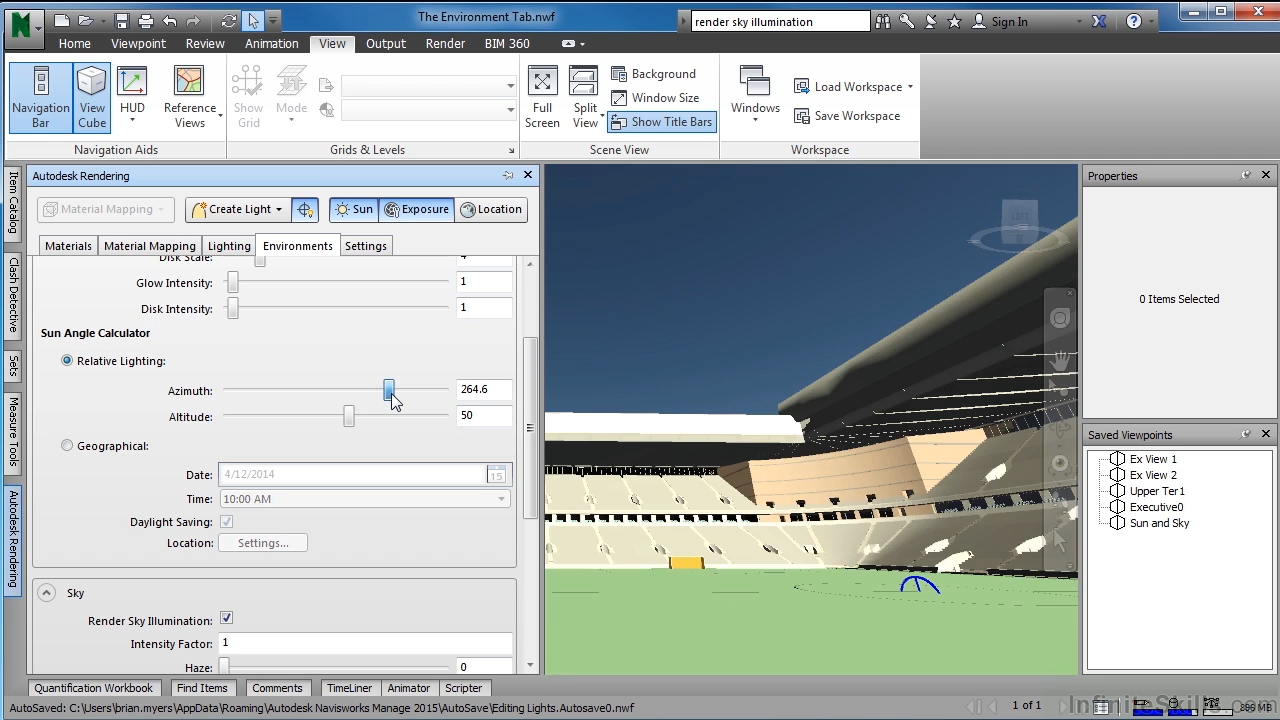 The Environment Tab.nwf
render sky illumination
Sign In
Home Viewpoint Review Animation View Output Render BIM 360
Navigation Bar
View Cube
HUD
Reference Views
Navigation Aids
Show Grid
Mode
Grids & Levels
Full Screen
Split View
Background
Window Size
Show Title Bars
Scene View
Windows
Load Workspace
Save Workspace
Workspace
Item Catalog
Clash Detective
Sets
Measure Tools
Autodesk Rendering
Autodesk Rendering
Material Mapping Create Light Sun Exposure Location
Materials Material Mapping Lighting Environments Settings
Disk Scale: 4
Glow Intensity: 1
Disk Intensity: 1
Sun Angle Calculator
Relative Lighting:
Azimuth: 264.6
Altitude: 50
Geographical:
Date: 4/12/2014 15
Time: 10:00 AM
Daylight Saving:
Location: Settings...
Sky
Render Sky Illumination:
Intensity Factor: 1
Haze: 0
LEFT
Properties
0 Items Selected
Saved Viewpoints
Ex View 1
Ex View 2
Upper Ter1
Executive0
Sun and Sky
Quantification Workbook Find Items Comments TimeLiner Animator Scripter
AutoSaved: C:\Users\brian.myers\AppData\Roaming\Autodesk Navisworks Manage 2015\AutoSave\Editing Lights.Autosave0.nwf
1 of 1
InfiniteSkills.com